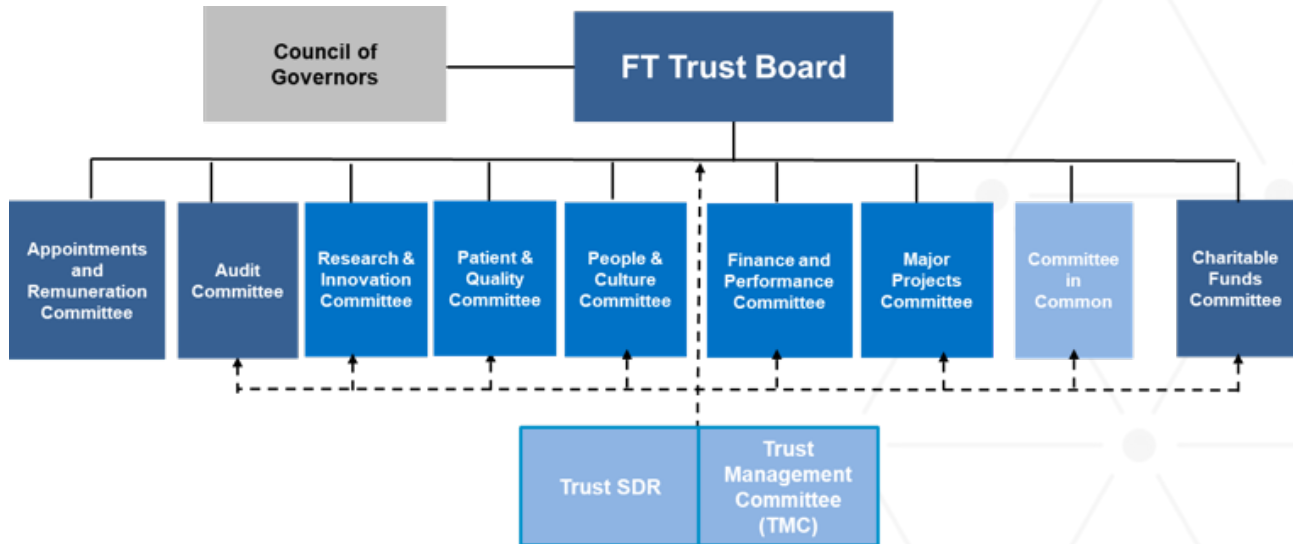 Council of
Governors
FT Trust Board
Appointments
and
Remuneration
Committee
Audit
Committee
Research &
Innovation
Committee
Patient &
Quality
Committee
People &
Culture
Committee
Finance and
Performance
Committee
Major
Projects
Committee
Committee
in
Common
Charitable
Funds
Committee
Trust SDR
Trust
Management
Committee
(TMC)